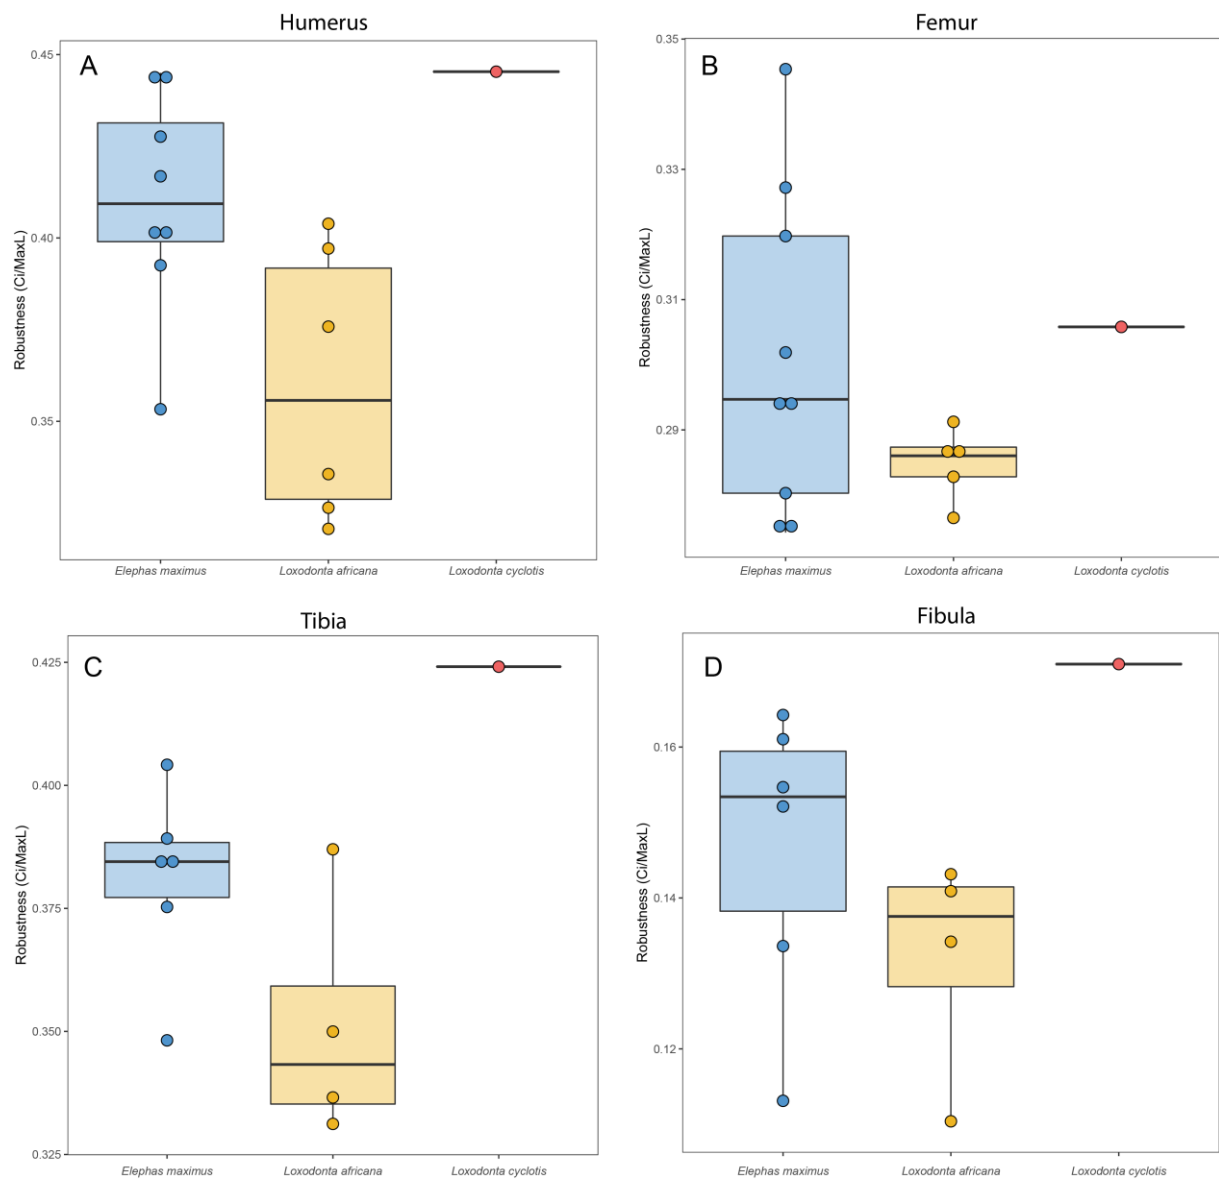 Humerus
A
0.45
0.40
0.35
Robustness (Ci/MaxL)
Elephas maximus
Loxodonta africana
Loxodonta cyclotis
Femur
B
0.35
0.33
0.31
0.29
Robustness (Ci/MaxL)
Elephas maximus
Loxodonta africana
Loxodonta cyclotis
Tibia
C
0.425
0.400
0.375
0.350
0.325
Robustness (Ci/MaxL)
Elephas maximus
Loxodonta africana
Loxodonta cyclotis
Fibula
D
0.16
0.14
0.12
Robustness (Ci/MaxL)
Elephas maximus
Loxodonta africana
Loxodonta cyclotis